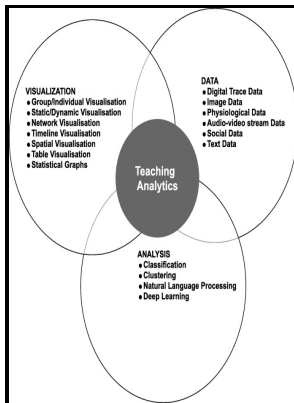 VISUALIZATION
● Group/Individual Visualisation
● Static/Dynamic Visualisation
● Network Visualisation
● Timeline Visualisation
● Spatial Visualisation
● Table Visualisation
● Statistical Graphs
DATA
● Digital Trace Data
● Image Data
● Physiological Data
● Audio-video stream Data
● Social Data
● Text Data
Teaching
Analytics
ANALYSIS
● Classification
● Clustering
● Natural Language Processing
● Deep Learning